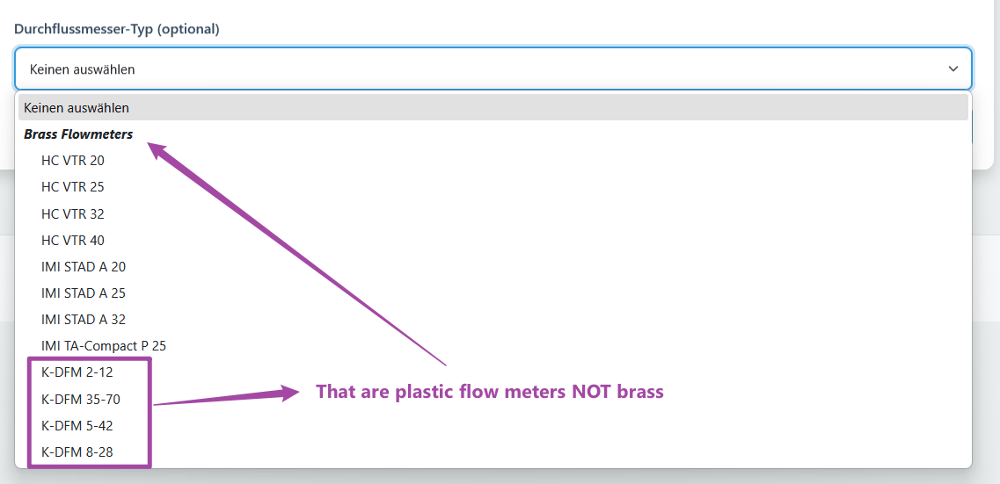 Durchflussmesser-Typ (optional)
Keinen auswählen
Keinen auswählen
Brass Flowmeters
HC VTR 20
HC VTR 25
HC VTR 32
HC VTR 40
IMI STAD A 20
IMI STAD A 25
IMI STAD A 32
IMI TA-Compact P 25
K-DFM 2-12
K-DFM 35-70
K-DFM 5-42
K-DFM 8-28
That are plastic flow meters NOT brass